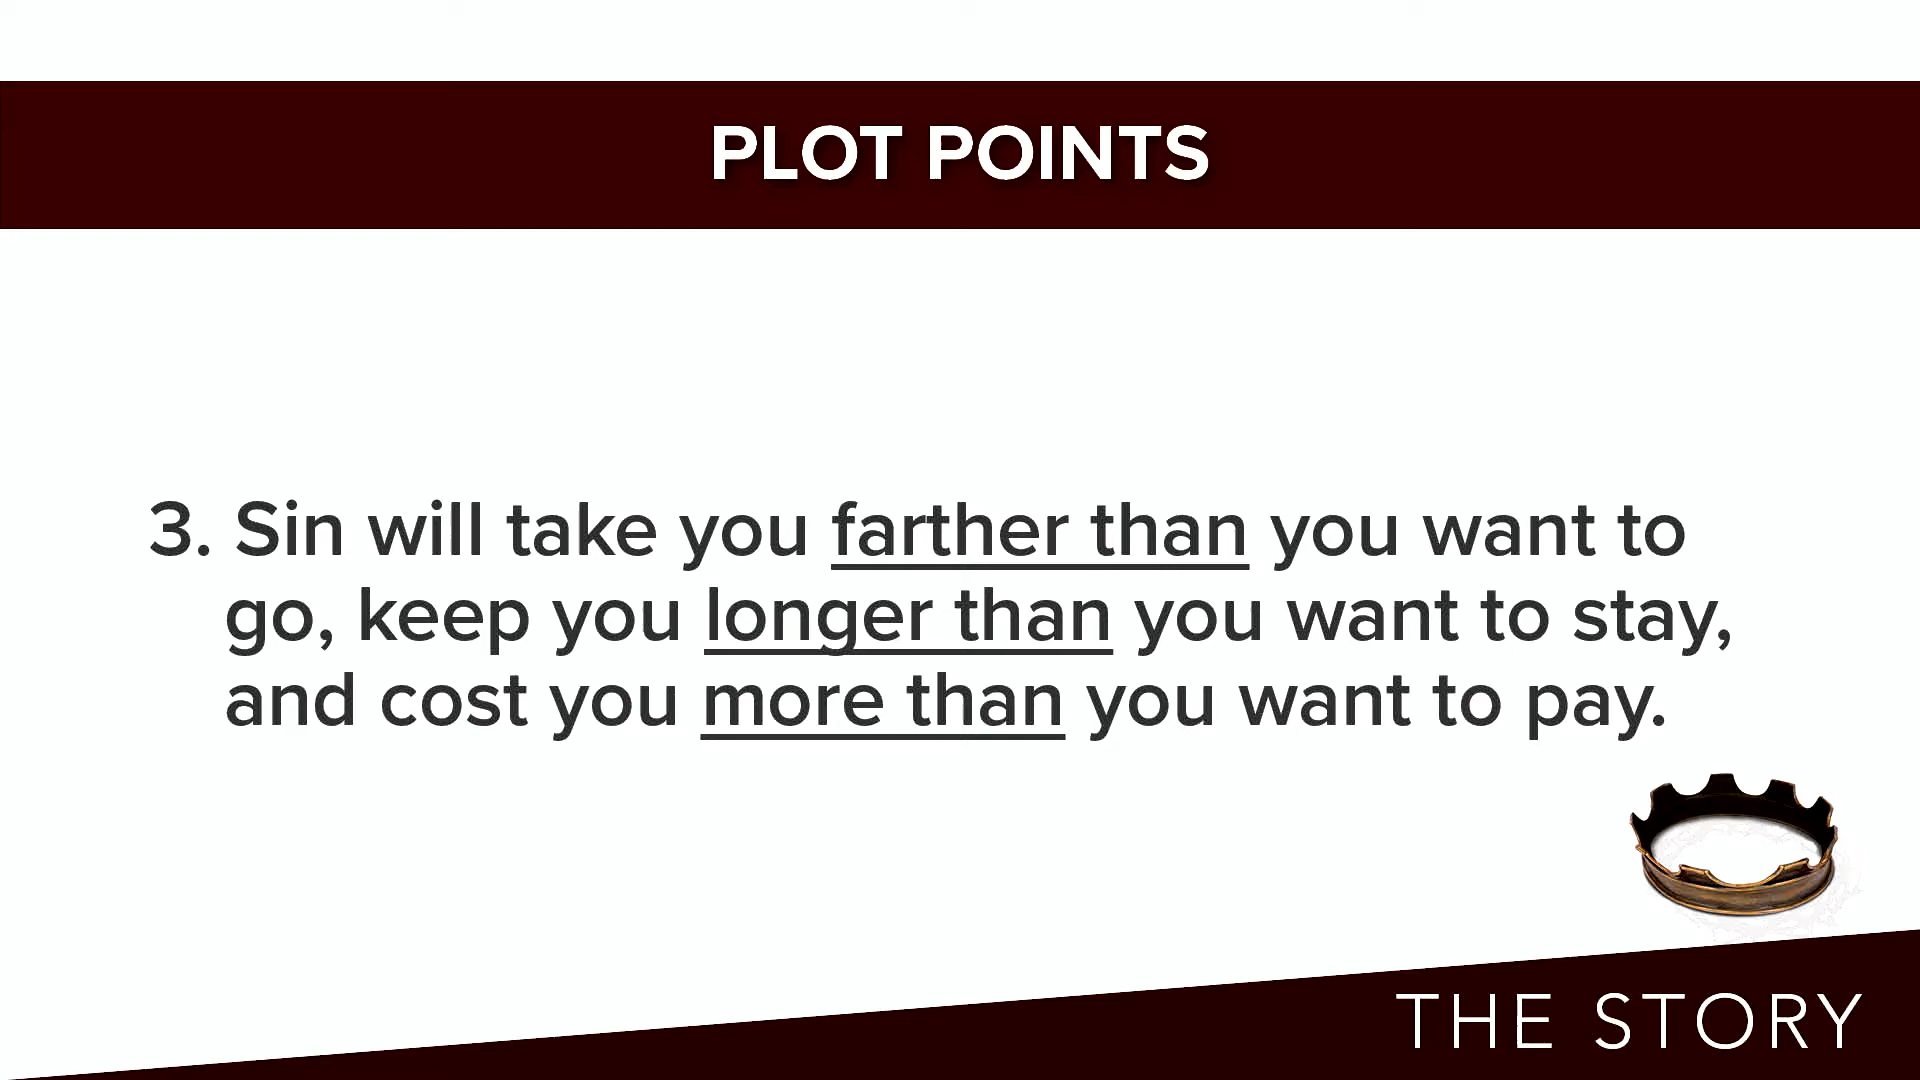 PLOT POINTS
3. Sin will take you farther than you want to
go, keep you longer than you want to stay,
and cost you more than you want to pay.
THE STORY